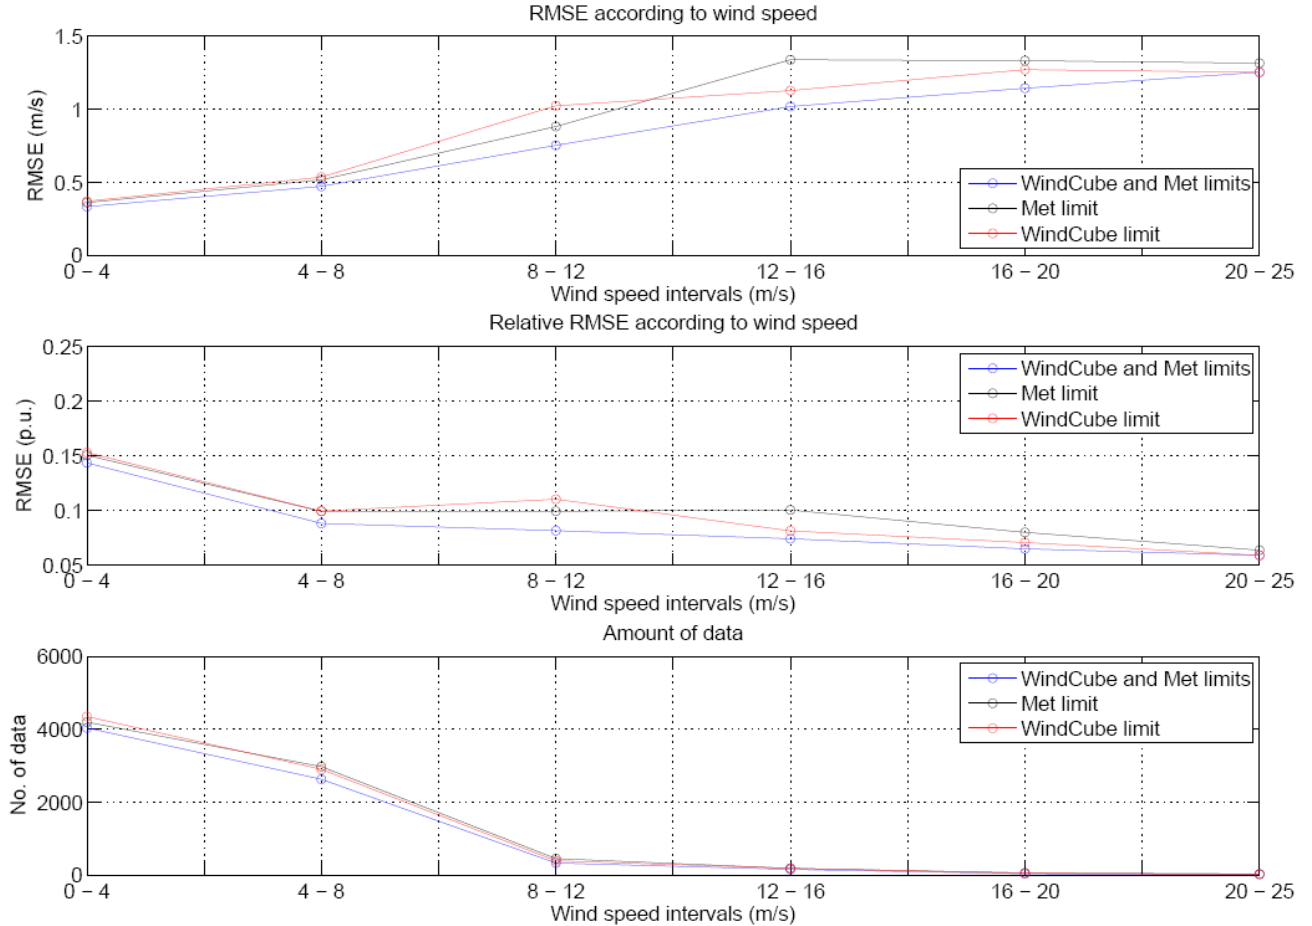 RMSE according to wind speed
RMSE (m/s)
1.5
1
0.5
0
WindCube and Met limits
Met limit
WindCube limit
0 – 4 4 – 8 8 – 12 12 – 16 16 – 20 20 – 25
Wind speed intervals (m/s)
Relative RMSE according to wind speed
RMSE (p.u.)
0.25
0.2
0.15
0.1
0.05
WindCube and Met limits
Met limit
WindCube limit
0 – 4 4 – 8 8 – 12 12 – 16 16 – 20 20 – 25
Wind speed intervals (m/s)
Amount of data
No. of data
6000
4000
2000
0
WindCube and Met limits
Met limit
WindCube limit
0 – 4 4 – 8 8 – 12 12 – 16 16 – 20 20 – 25
Wind speed intervals (m/s)